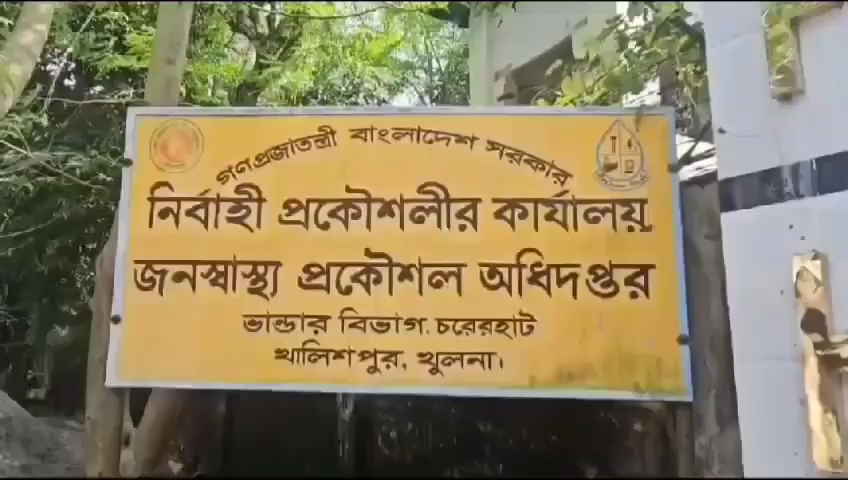 গণপ্রজাতন্ত্রী বাংলাদেশ সরকার
নির্বাহী প্রকৌশলীর কার্যালয়
জনস্বাস্থ্য প্রকৌশল অধিদপ্তর
ভান্ডার বিভাগ, চরেরহাট
খালিশপুর, খুলনা।